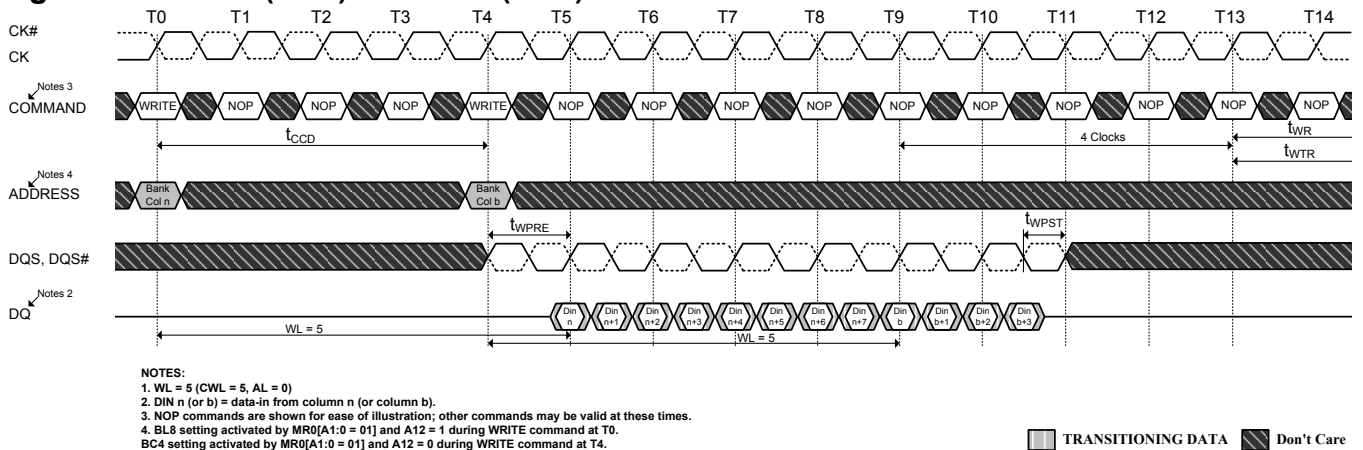 T0 T1 T2 T3 T4 T5 T6 T7 T8 T9 T10 T11 T12 T13 T14
CK#
CK
Notes 3
COMMAND
WRITE NOP NOP NOP WRITE NOP NOP NOP NOP NOP NOP NOP NOP NOP NOP
tCCD
4 Clocks
tWR
tWTR
Notes 4
ADDRESS
Bank Col n
Bank Col b
tWPRE
tWPST
DQS, DQS#
Notes 2
DQ
Din n Din n+1 Din n+2 Din n+3 Din n+4 Din n+5 Din n+6 Din n+7 Din b Din b+1 Din b+2 Din b+3
WL = 5
WL = 5
NOTES:
1. WL = 5 (CWL = 5, AL = 0)
2. DIN n (or b) = data-in from column n (or column b).
3. NOP commands are shown for ease of illustration; other commands may be valid at these times.
4. BL8 setting activated by MR0[A1:0 = 01] and A12 = 1 during WRITE command at T0.
BC4 setting activated by MR0[A1:0 = 01] and A12 = 0 during WRITE command at T4.
TRANSITIONING DATA
Don't Care